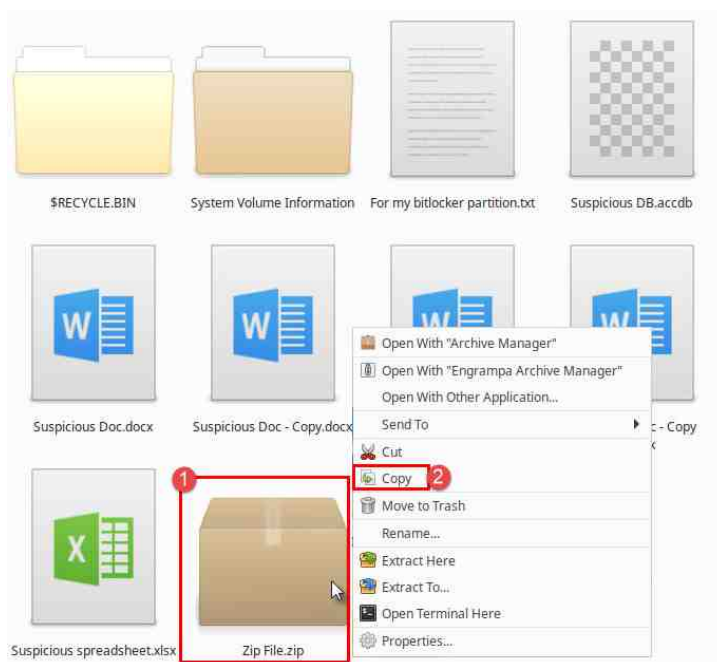 $RECYCLE.BIN
System Volume Information
For my bitlocker partition.txt
Suspicious DB.accdb
W
W
W
W
Suspicious Doc.docx
Suspicious Doc - Copy.docx
c - Copy
x
X
1
Zip File.zip
Suspicious spreadsheet.xlsx
Open With "Archive Manager"
Open With "Engrampa Archive Manager"
Open With Other Application...
Send To
Cut
Copy
2
Move to Trash
Rename...
Extract Here
Extract To...
Open Terminal Here
Properties...